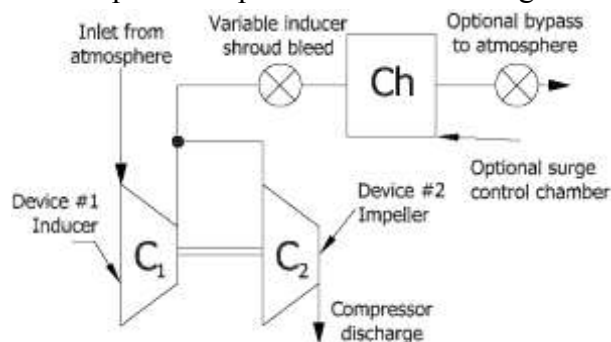 Inlet from
atmosphere
Variable inducer
shroud bleed
Optional bypass
to atmosphere
Ch
Optional surge
control chamber
Device #1
Inducer
Device #2
Impeller
C1
C2
Compressor
discharge